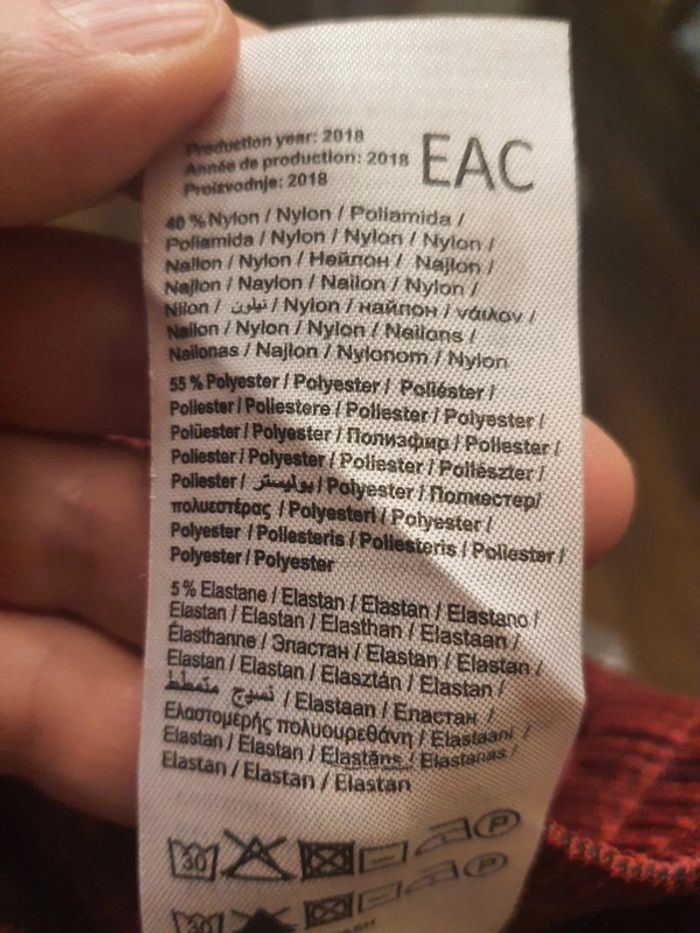 Production year: 2018
Année de production: 2018
Proizvodnje: 2018
EAC
40 % Nylon / Nylon / Poliamida /
Poliamida / Nylon / Nylon / Nylon /
Nailon / Nylon / Нейлон / Najlon /
Najlon / Naylon / Nailon / Nylon /
Nilon / نيلون / Nylon / найлон / νάιλον /
Nailon / Nylon / Nylon / Neilons /
Neilonas / Najlon / Nylonom / Nylon
55 % Polyester / Polyester / Poliéster /
Poliester / Poliestere / Poliester / Polyester /
Polüester / Polyester / Полиэфир / Poliester /
Poliester / Polyester / Poliester / Poliészter /
Poliester / بوليستر / Polyester / Полиестер/
πολυεστέρας / Polyesteri / Polyester /
Polyester / Poliesteris / Poliesteris / Poliester /
Polyester / Polyester
5 % Elastane / Elastan / Elastan / Elastano /
Elastan / Elastan / Elasthan / Elastaan /
Élasthanne / Эластан / Elastan / Elastan /
Elastan / Elastan / Elasztán / Elastan /
نسيج متمطط / Elastaan / Еластан /
Ελαστομερής πολυουρεθάνη / Elastaani /
Elastan / Elastan / Elastāns / Elastanas /
Elastan / Elastan / Elastan
30
P
30
P